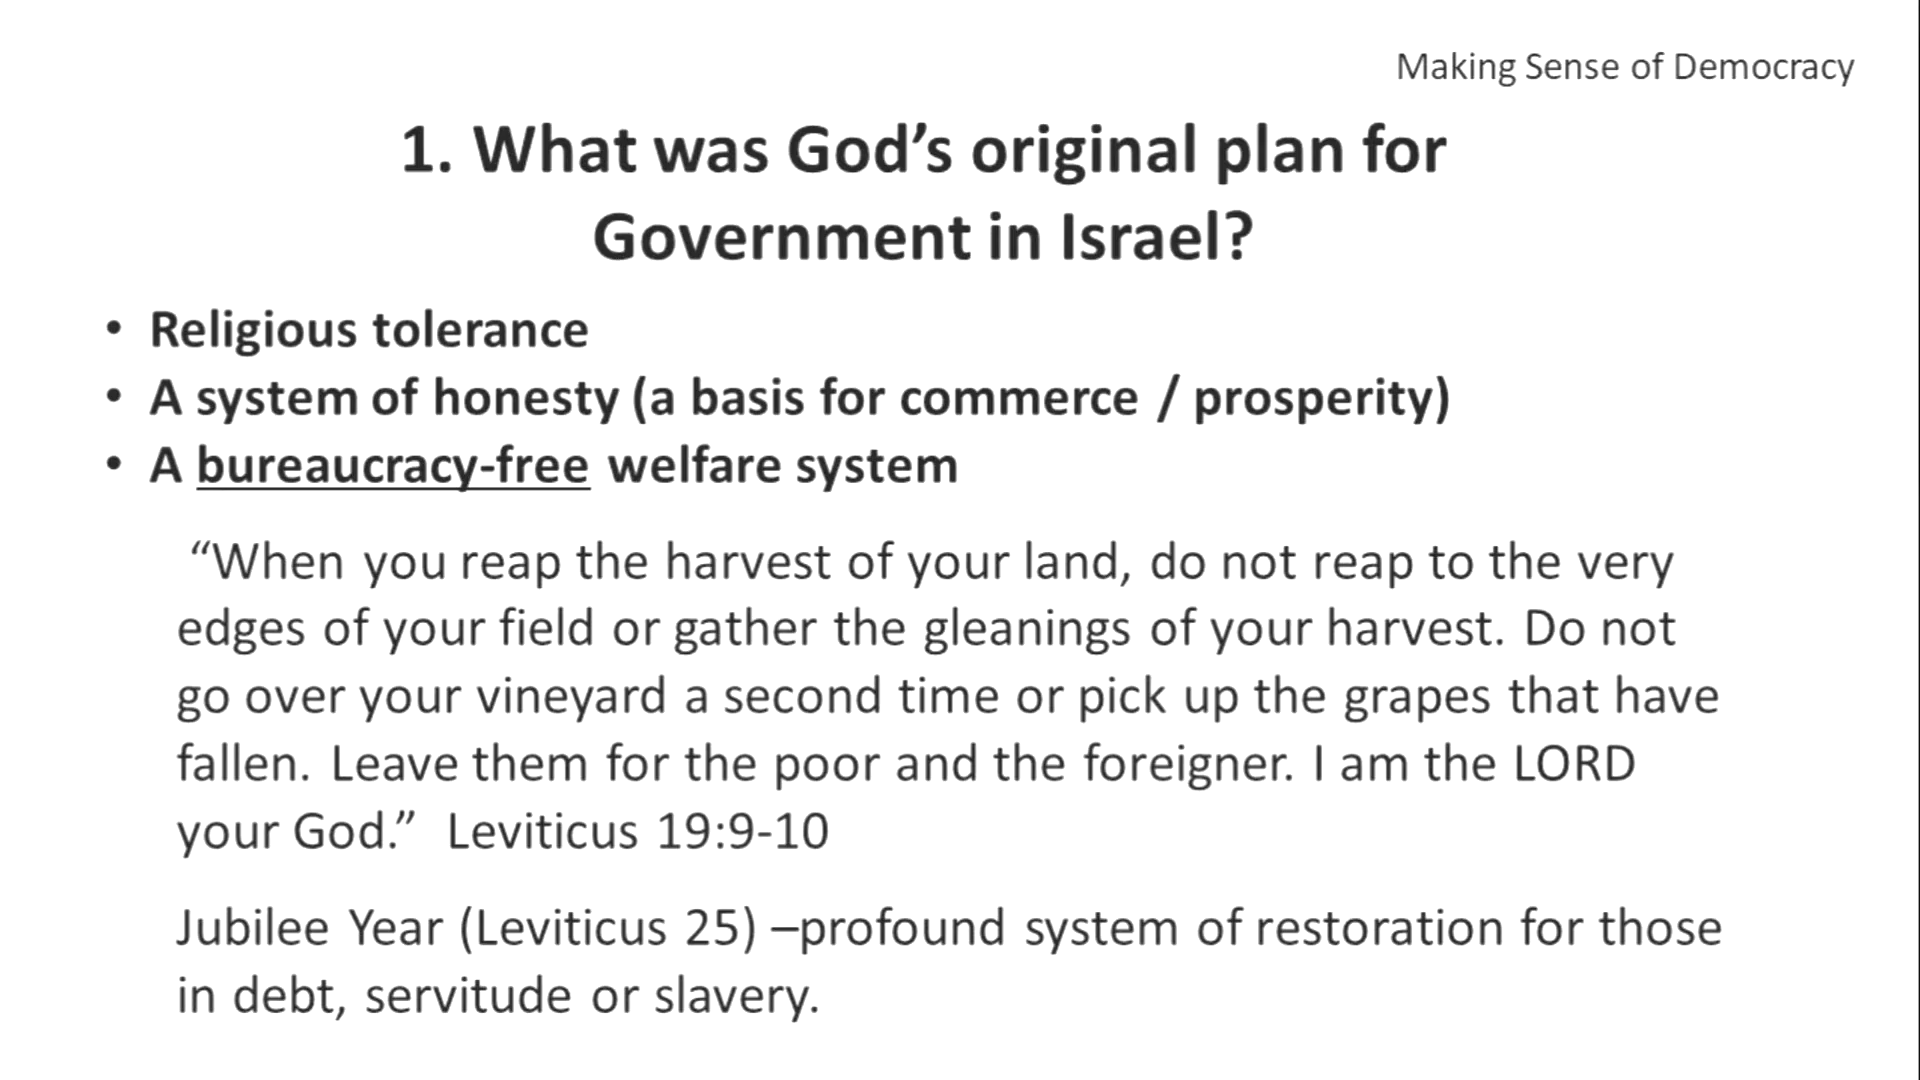 Making Sense of Democracy
1. What was God’s original plan for
Government in Israel?
• Religious tolerance
• A system of honesty (a basis for commerce / prosperity)
• A bureaucracy-free welfare system
“When you reap the harvest of your land, do not reap to the very
edges of your field or gather the gleanings of your harvest. Do not
go over your vineyard a second time or pick up the grapes that have
fallen. Leave them for the poor and the foreigner. I am the LORD
your God.” Leviticus 19:9-10
Jubilee Year (Leviticus 25) –profound system of restoration for those
in debt, servitude or slavery.